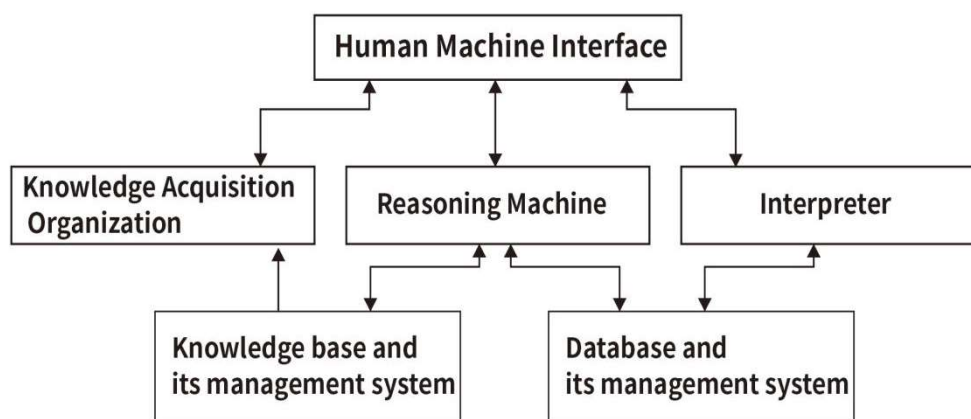 Human Machine Interface
Knowledge Acquisition
Organization
Reasoning Machine
Interpreter
Knowledge base and
its management system
Database and
its management system